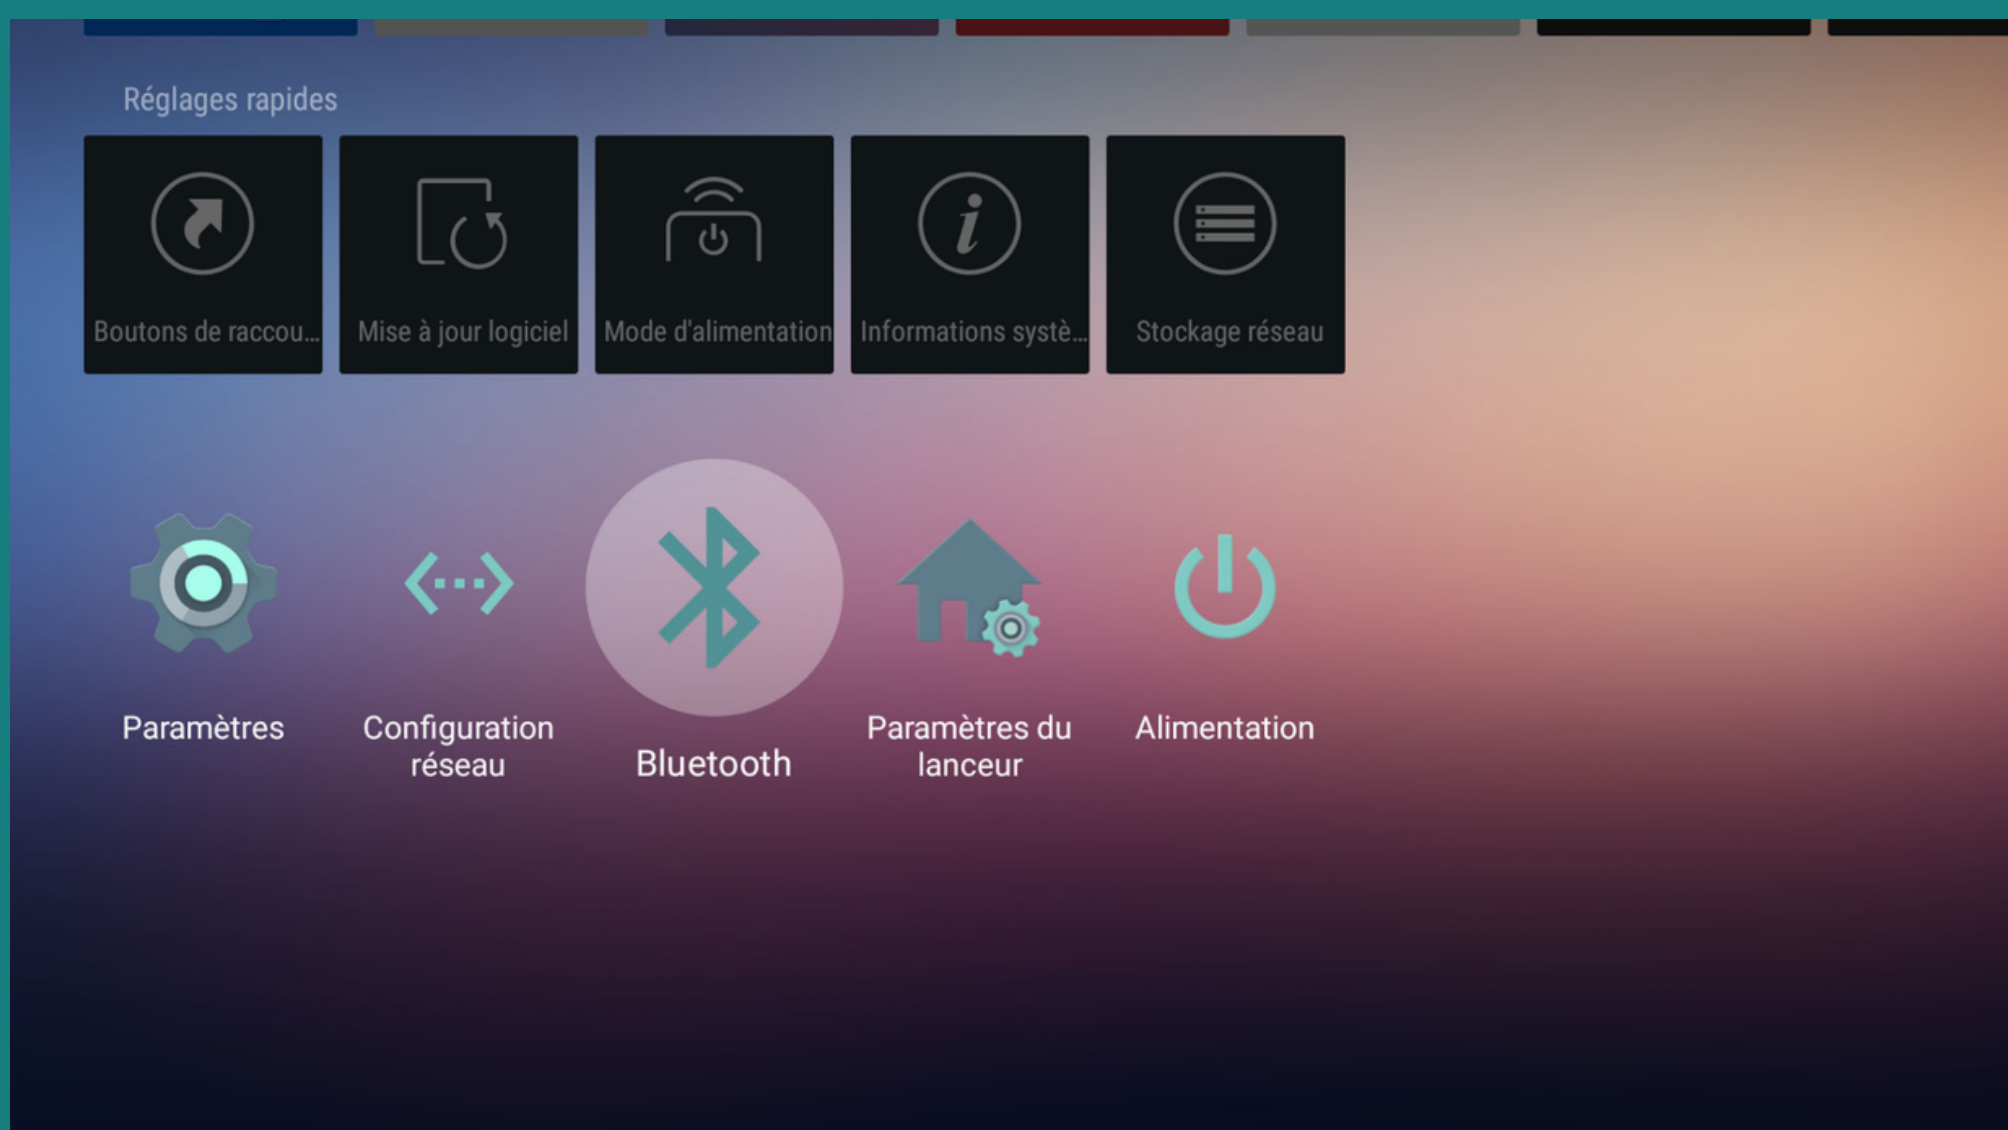 Réglages rapides
Boutons de raccou...
Mise à jour logiciel
Mode d'alimentation
Informations systè...
Stockage réseau
Paramètres
Configuration
réseau
Bluetooth
Paramètres du
lanceur
Alimentation